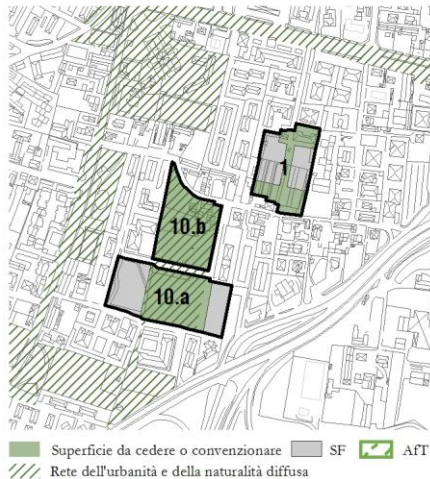 10.b
10.a
Superficie da cedere o convenzionare SF AfT
Rete dell'urbanità e della naturalità diffusa